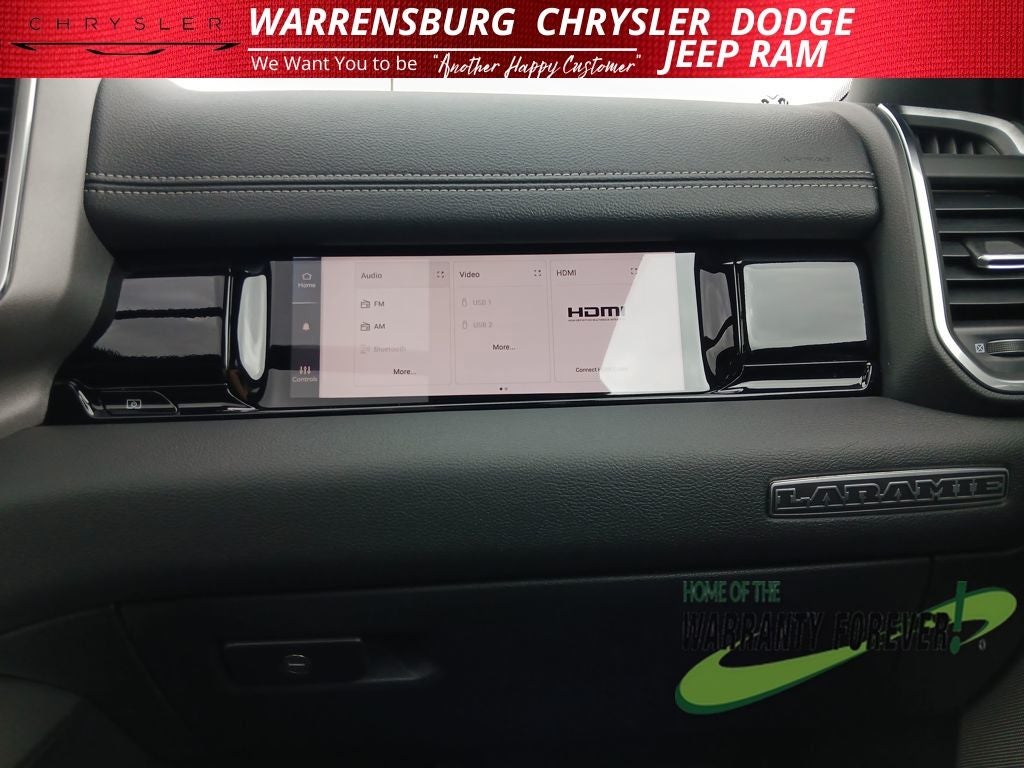 CHRYSLER
WARRENSBURG CHRYSLER DODGE
JEEP RAM
We Want You to be "Another Happy Customer"
Home
Controls
Audio
FM
AM
Bluetooth
More...
Video
USB 1
USB 2
More...
HDMI
HDMI
LARAMIE
HOME OF THE
WARRANTY FOREVER!